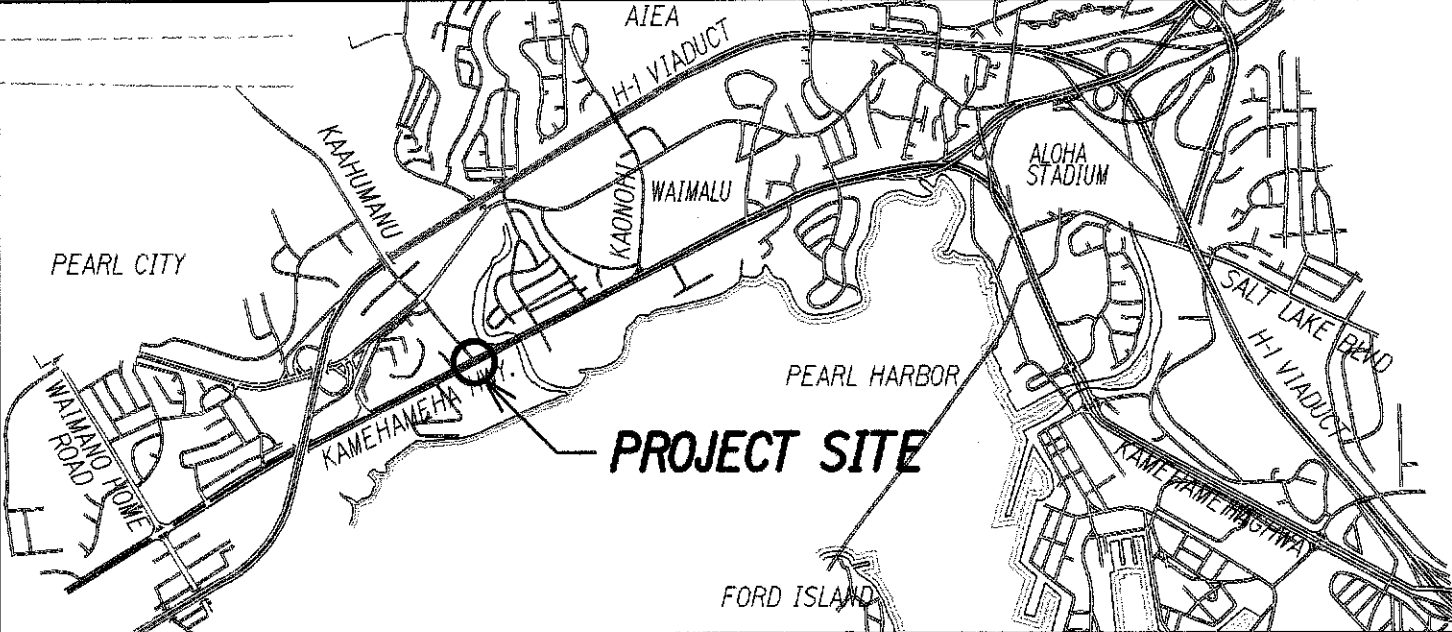 AIEA
H-1 VIADUCT
KAAHUMANU
KAONOHI
WAIMALU
ALOHA
STADIUM
PEARL CITY
SALT LAKE BLVD
H-1 VIADUCT
PEARL HARBOR
WAIMANO HOME
ROAD
KAMEHAMEHA HWY.
PROJECT SITE
KAMEHAMEHA HWY
FORD ISLAND